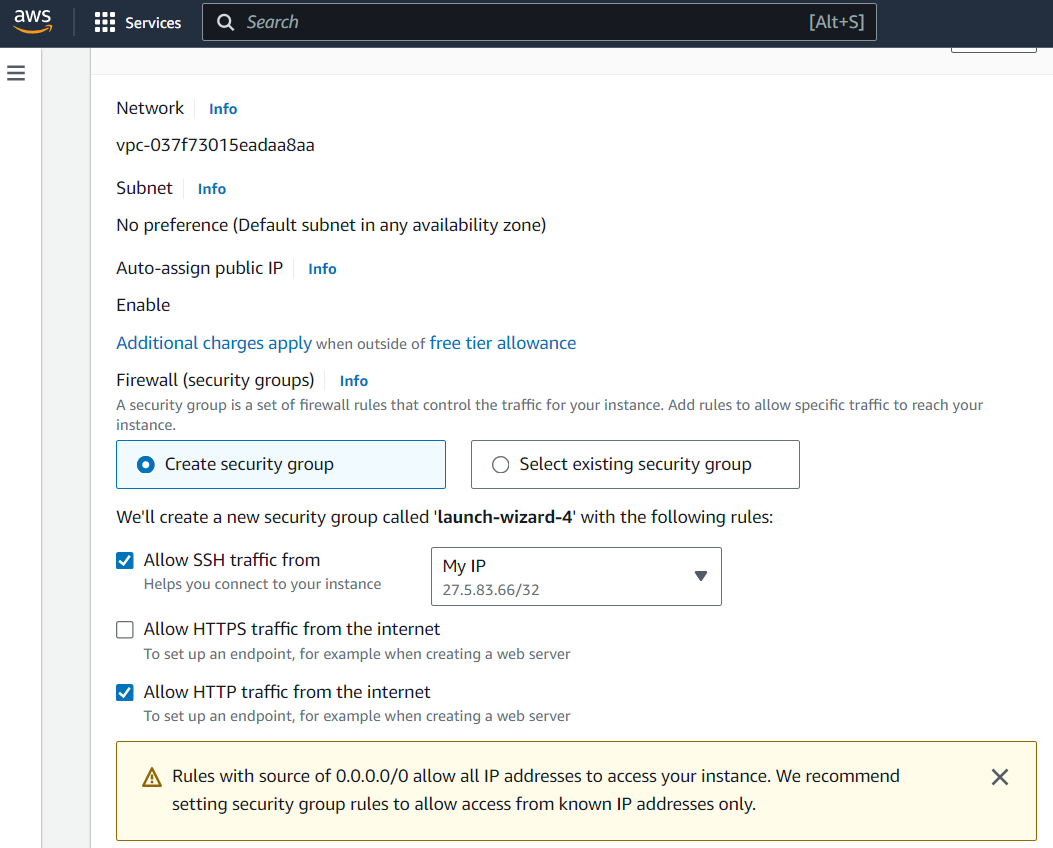 aws Services Search [Alt+S]
Network Info
vpc-037f73015eadaa8aa
Subnet Info
No preference (Default subnet in any availability zone)
Auto-assign public IP Info
Enable
Additional charges apply when outside of free tier allowance
Firewall (security groups) Info
A security group is a set of firewall rules that control the traffic for your instance. Add rules to allow specific traffic to reach your
instance.
Create security group Select existing security group
We'll create a new security group called 'launch-wizard-4' with the following rules:
Allow SSH traffic from My IP
Helps you connect to your instance 27.5.83.66/32
Allow HTTPS traffic from the internet
To set up an endpoint, for example when creating a web server
Allow HTTP traffic from the internet
To set up an endpoint, for example when creating a web server
Rules with source of 0.0.0.0/0 allow all IP addresses to access your instance. We recommend
setting security group rules to allow access from known IP addresses only.